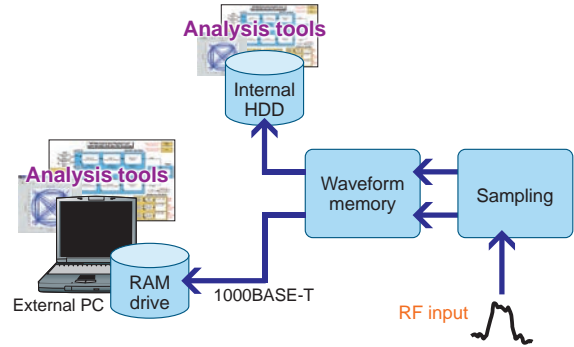 Analysis tools
Internal
HDD
Analysis tools
Waveform
memory
Sampling
RAM
drive
External PC
1000BASE-T
RF input